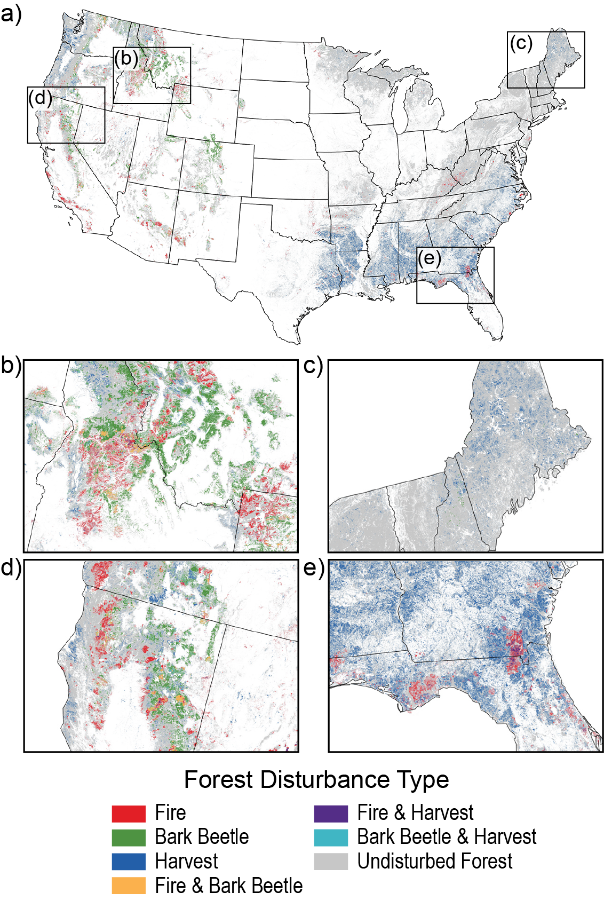 a)
(b)
(c)
(d)
(e)
b)
c)
d)
e)
Forest Disturbance Type
Fire
Fire & Harvest
Bark Beetle
Bark Beetle & Harvest
Harvest
Undisturbed Forest
Fire & Bark Beetle